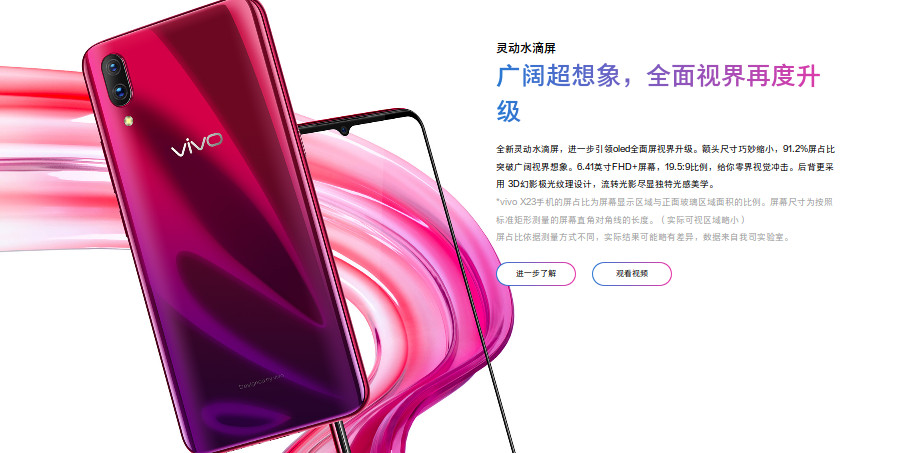 vivo
灵动水滴屏
广阔超想象，全面视界再度升
级
全新灵动水滴屏，进一步引领oled全面屏视界升级。额头尺寸巧妙缩小，91.2%屏占比
突破广阔视界想象。6.41英寸FHD+屏幕，19.5:9比例，给你零界视觉冲击。后背更采
用 3D幻影极光纹理设计，流转光影尽显独特光感美学。
*vivo X23手机的屏占比为屏幕显示区域与正面玻璃区域面积的比例。屏幕尺寸为按照
标准矩形测量的屏幕直角对角线的长度。（ 实际可视区域略小 ）
屏占比依据测量方式不同，实际结果可能略有差异，数据来自我司实验室。
进一步了解
观看视频
Designed by vivo